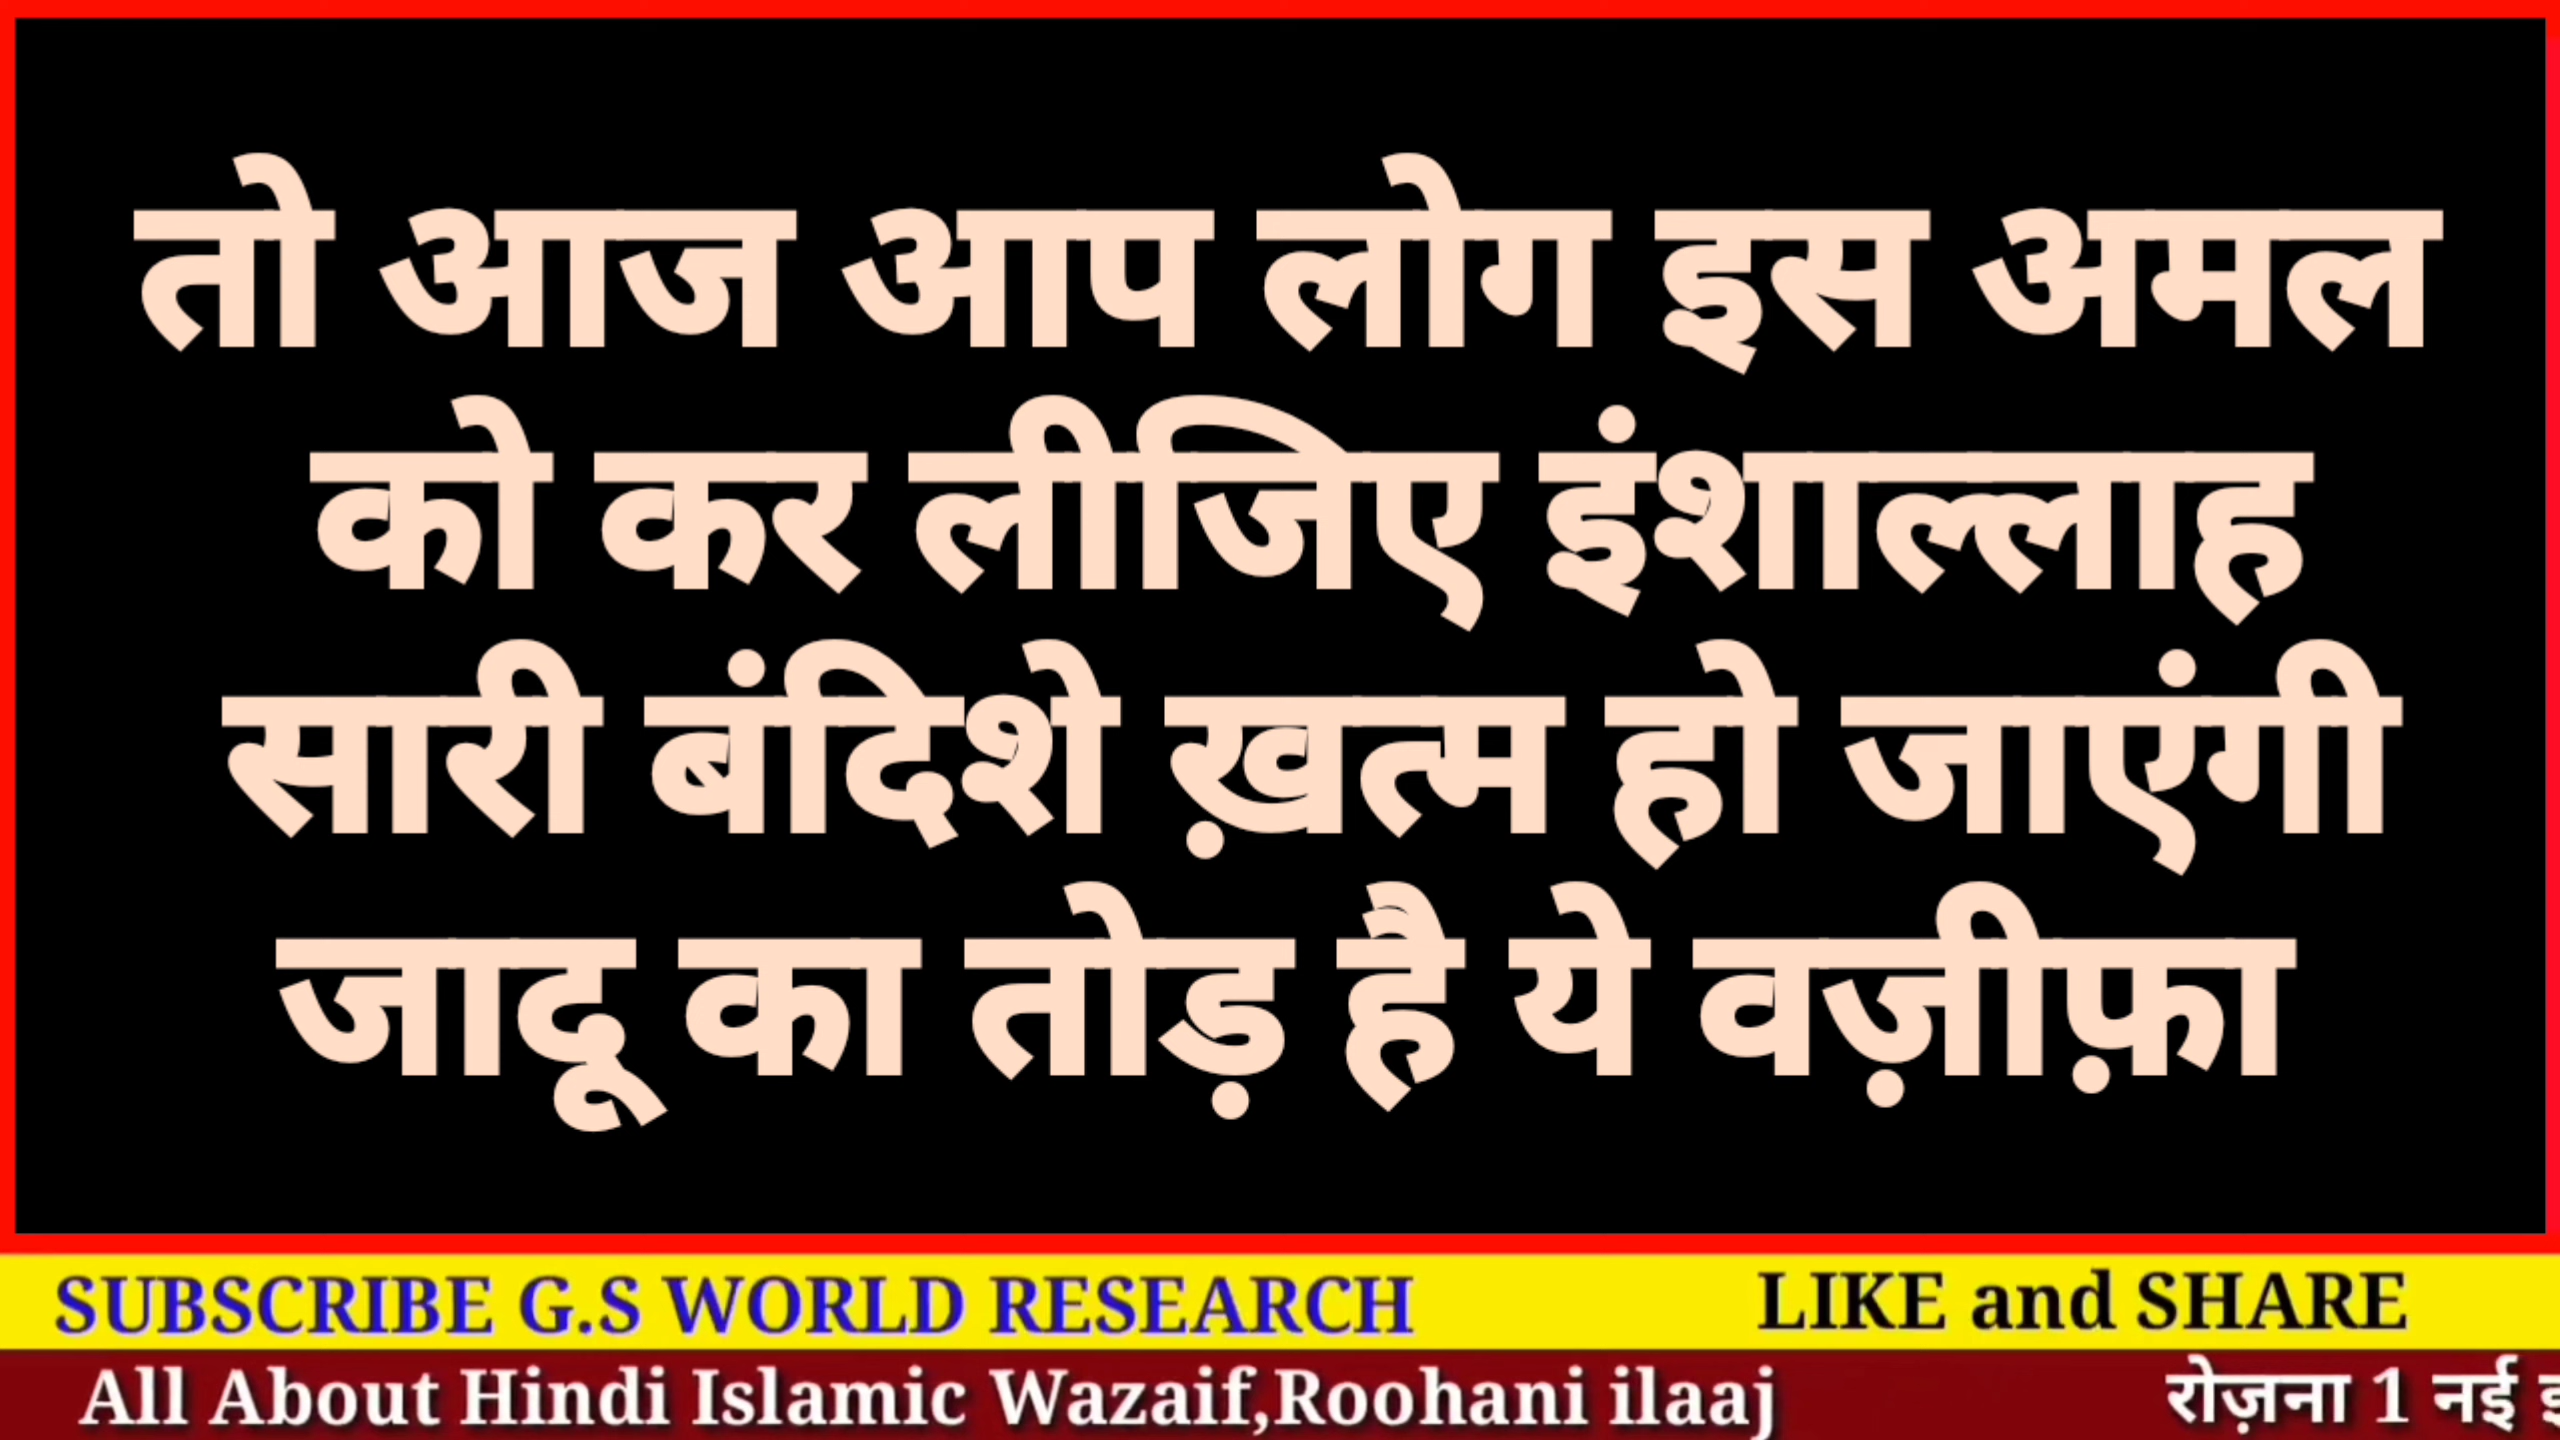 तो आज आप लोग इस अमल
को कर लीजिए इंशाल्लाह
सारी बंदिशे ख़त्म हो जाएंगी
जादू का तोड़ है ये वज़ीफ़ा
SUBSCRIBE G.S WORLD RESEARCH LIKE and SHARE
All About Hindi Islamic Wazaif,Roohani ilaaj रोज़ना 1 नई